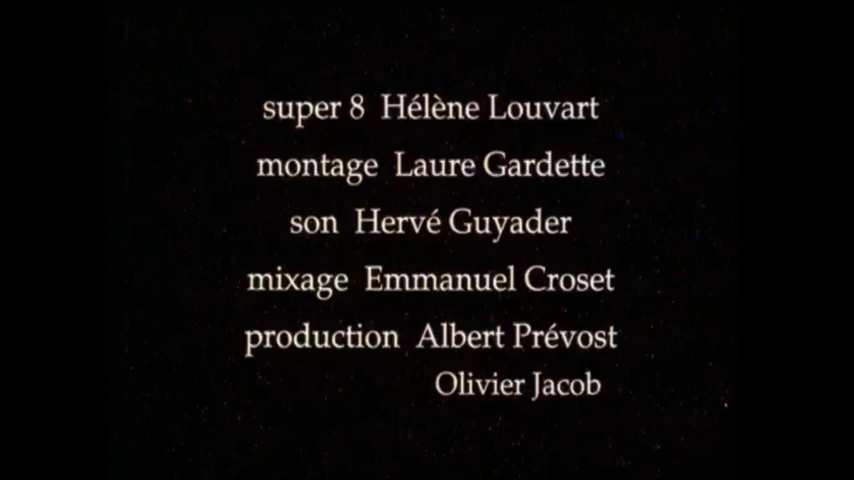 super 8 Hélène Louvart
montage Laure Gardette
son Hervé Guyader
mixage Emmanuel Croset
production Albert Prévost
Olivier Jacob